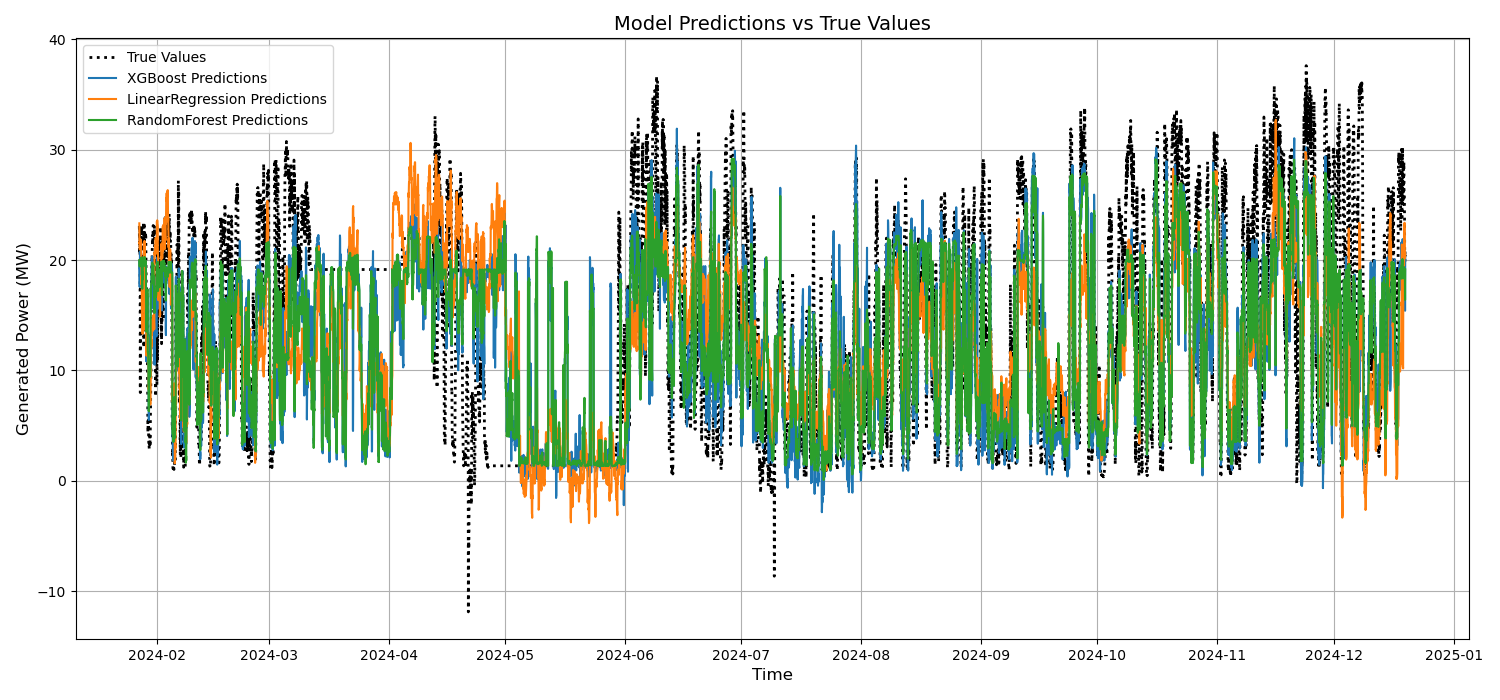 Model Predictions vs True Values
40
30
20
10
0
−10
Generated Power (MW)
True Values
XGBoost Predictions
LinearRegression Predictions
RandomForest Predictions
2024-02 2024-03 2024-04 2024-05 2024-06 2024-07 2024-08 2024-09 2024-10 2024-11 2024-12 2025-01
Time